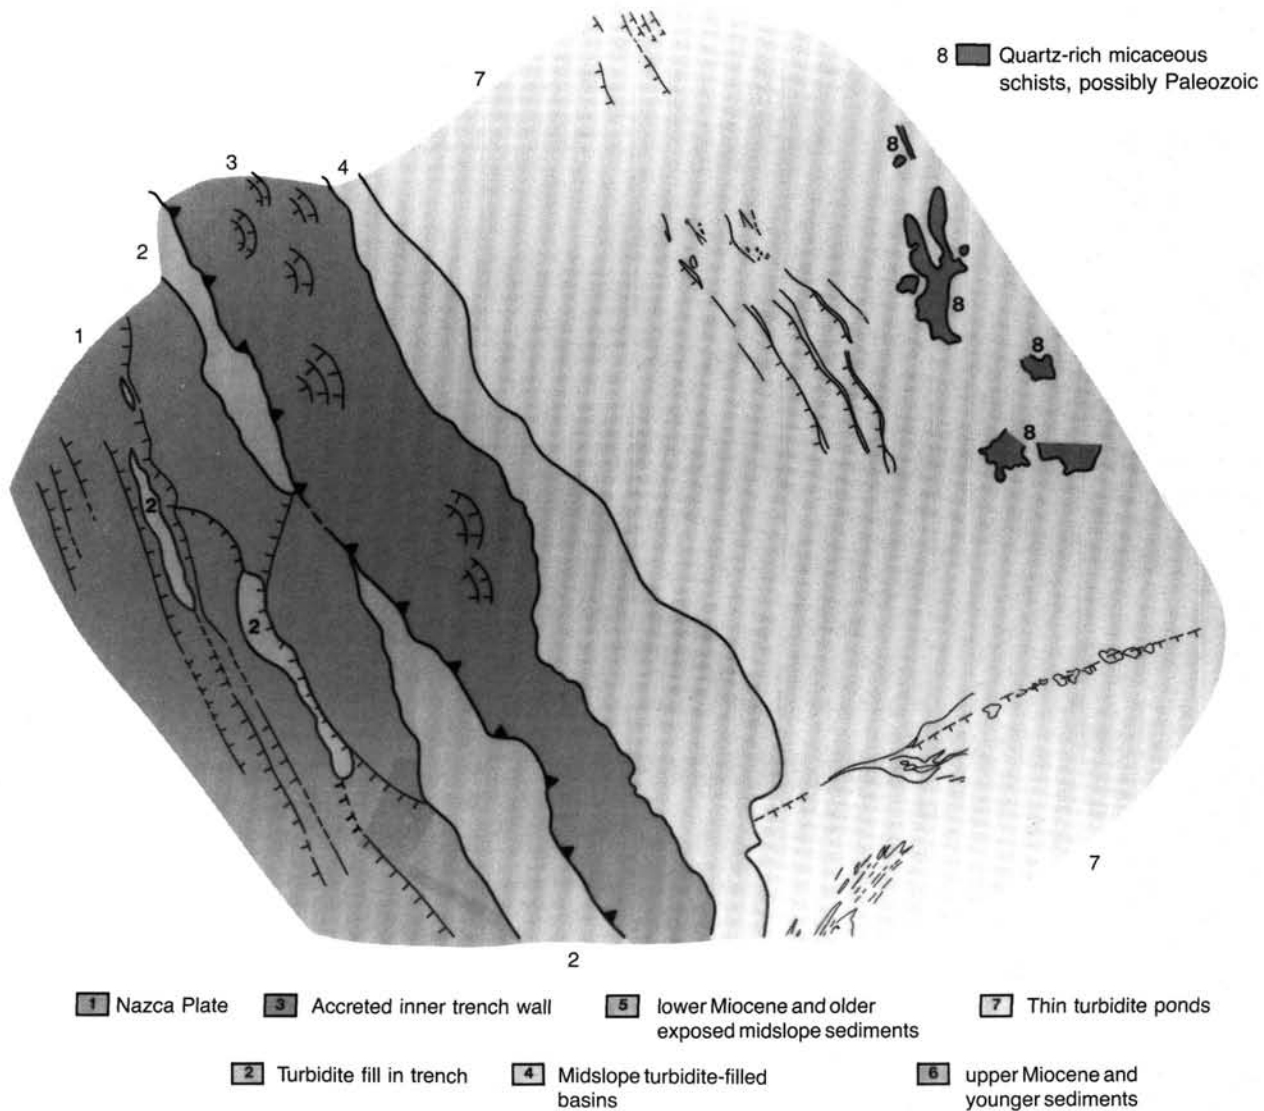 7
8 Quartz-rich micaceous
schists, possibly Paleozoic
8
3
4
2
8
1
8
8
2
2
7
2
1 Nazca Plate
3 Accreted inner trench wall
5 lower Miocene and older
exposed midslope sediments
7 Thin turbidite ponds
2 Turbidite fill in trench
4 Midslope turbidite-filled
basins
6 upper Miocene and
younger sediments